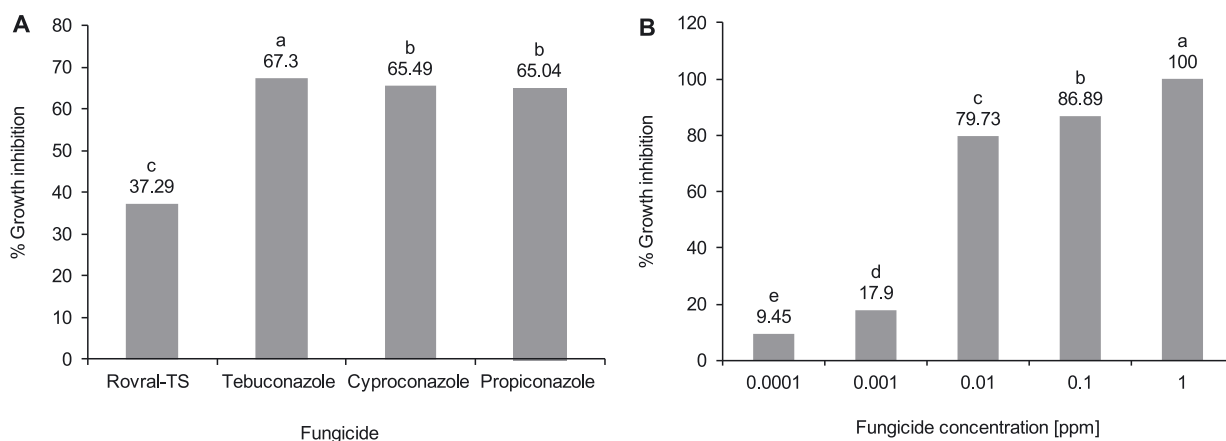 A
% Growth inhibition
80
70
60
50
40
30
20
10
0
c
37.29
a
67.3
b
65.49
b
65.04
Rovral-TS Tebuconazole Cyproconazole Propiconazole
Fungicide
B
% Growth inhibition
120
100
80
60
40
20
0
e
9.45
d
17.9
c
79.73
b
86.89
a
100
0.0001 0.001 0.01 0.1 1
Fungicide concentration [ppm]